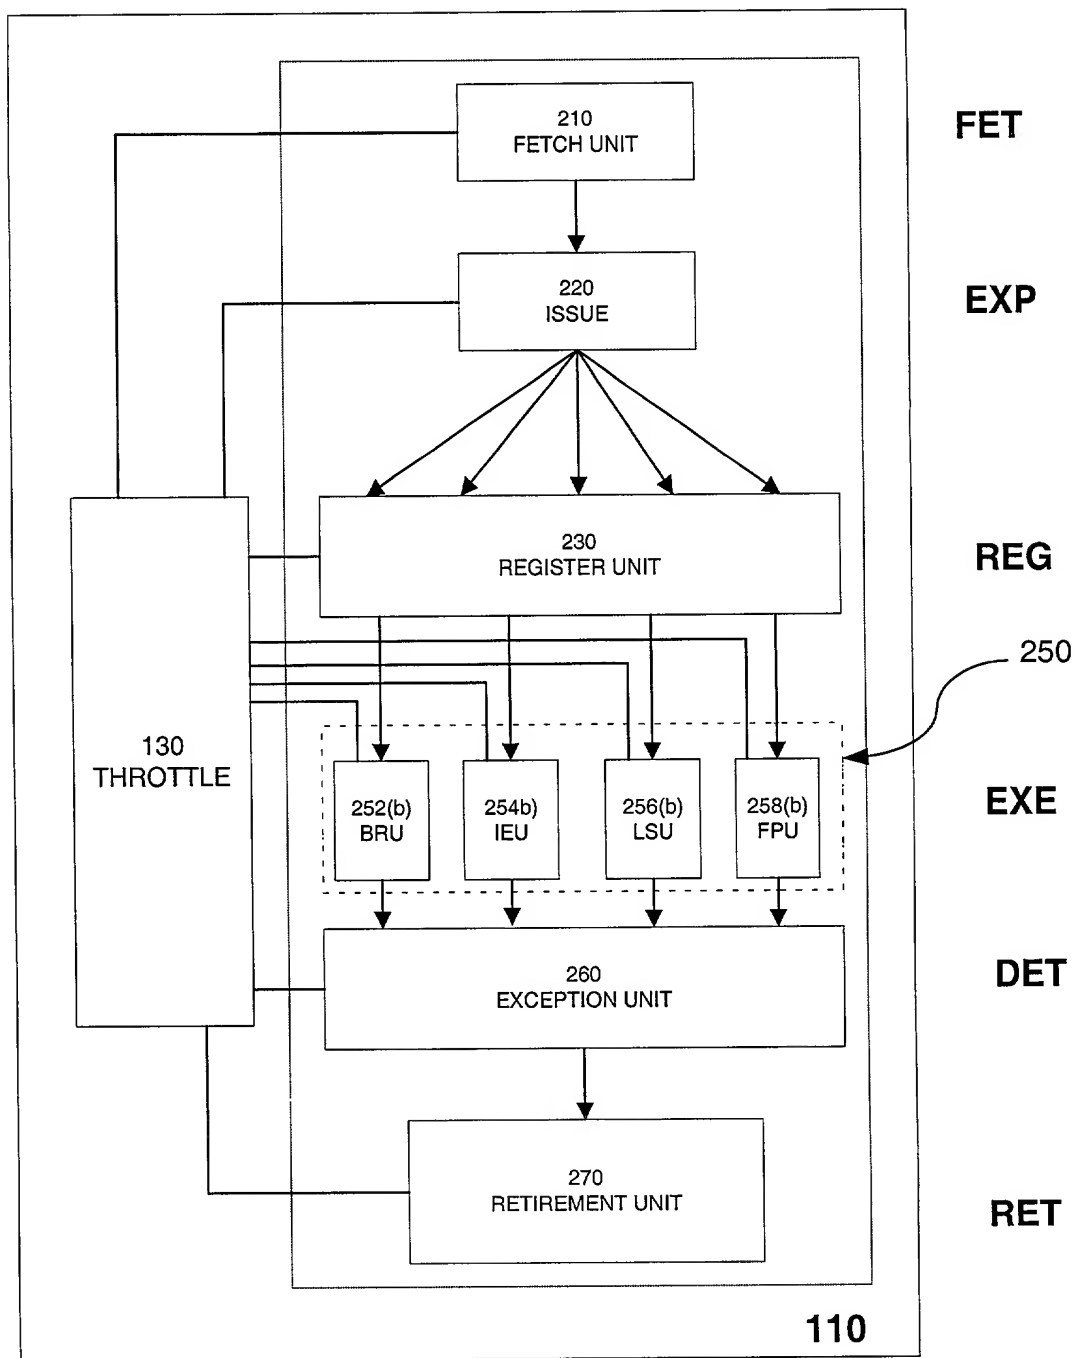 210
FETCH UNIT
FET
220
ISSUE
EXP
230
REGISTER UNIT
REG
250
130
THROTTLE
252(b)
BRU
254b)
IEU
256(b)
LSU
258(b)
FPU
EXE
260
EXCEPTION UNIT
DET
270
RETIREMENT UNIT
RET
110